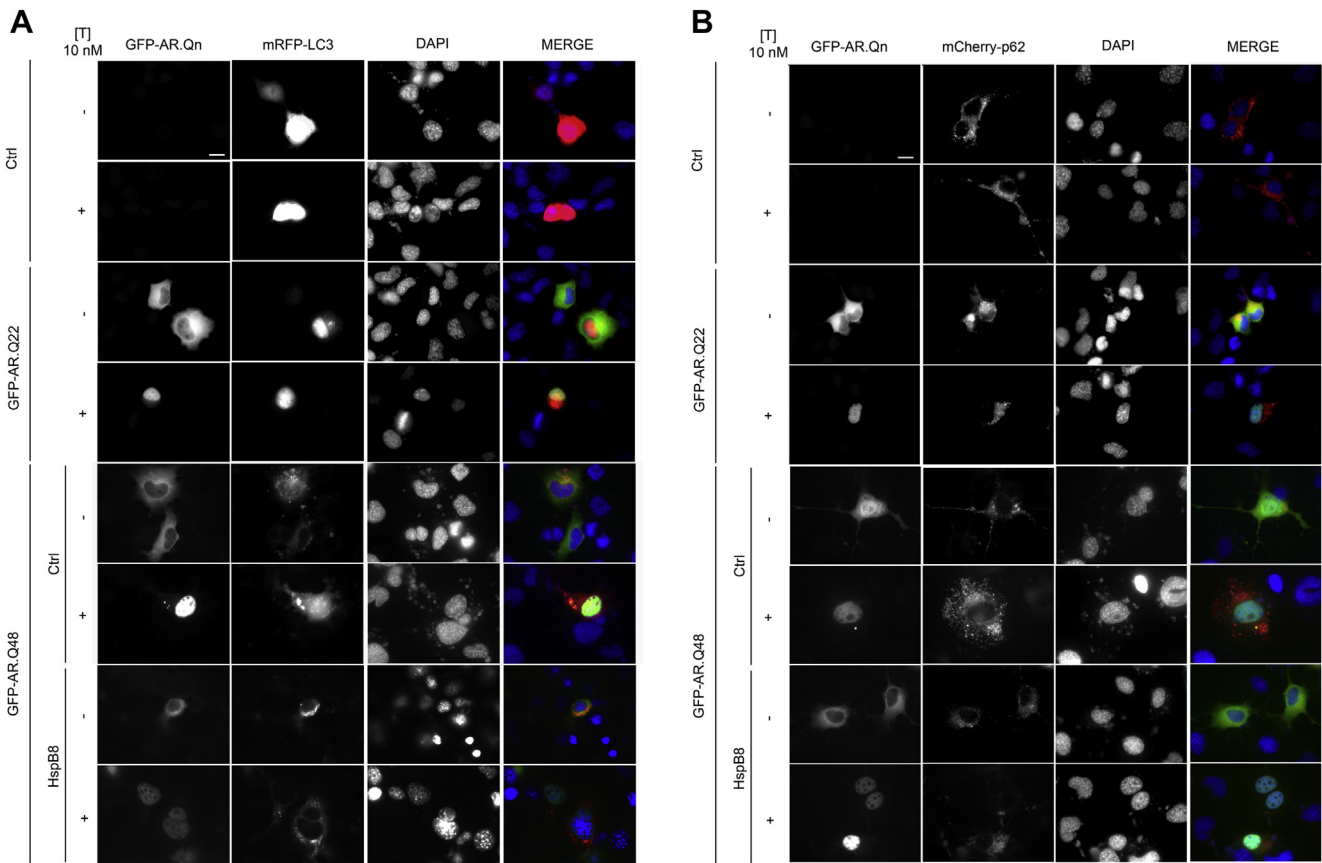 A
[T]
10 nM
GFP-AR.Qn
mRFP-LC3
DAPI
MERGE
Ctrl
-
+
GFP-AR.Q22
-
+
GFP-AR.Q48
Ctrl
-
+
HspB8
-
+
B
[T]
10 nM
GFP-AR.Qn
mCherry-p62
DAPI
MERGE
Ctrl
-
+
GFP-AR.Q22
-
+
GFP-AR.Q48
Ctrl
-
+
HspB8
-
+